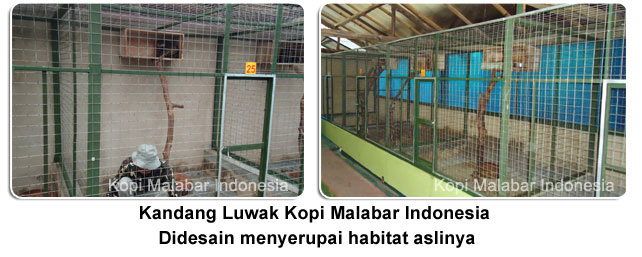 25
Kopi Malabar Indonesia
Kopi Malabar Indonesia
Kandang Luwak Kopi Malabar Indonesia
Didesain menyerupai habitat aslinya